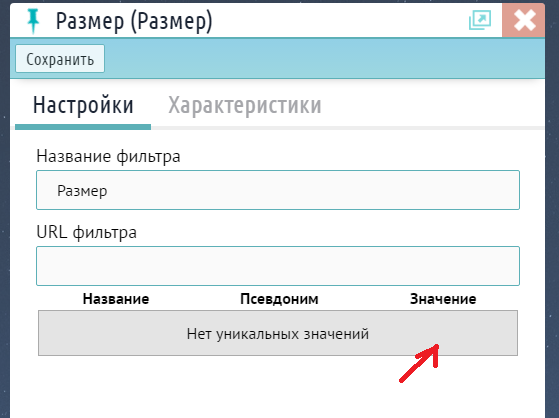 Размер (Размер)
Сохранить
Настройки Характеристики
Название фильтра
Размер
URL фильтра
Название Псевдоним Значение
Нет уникальных значений